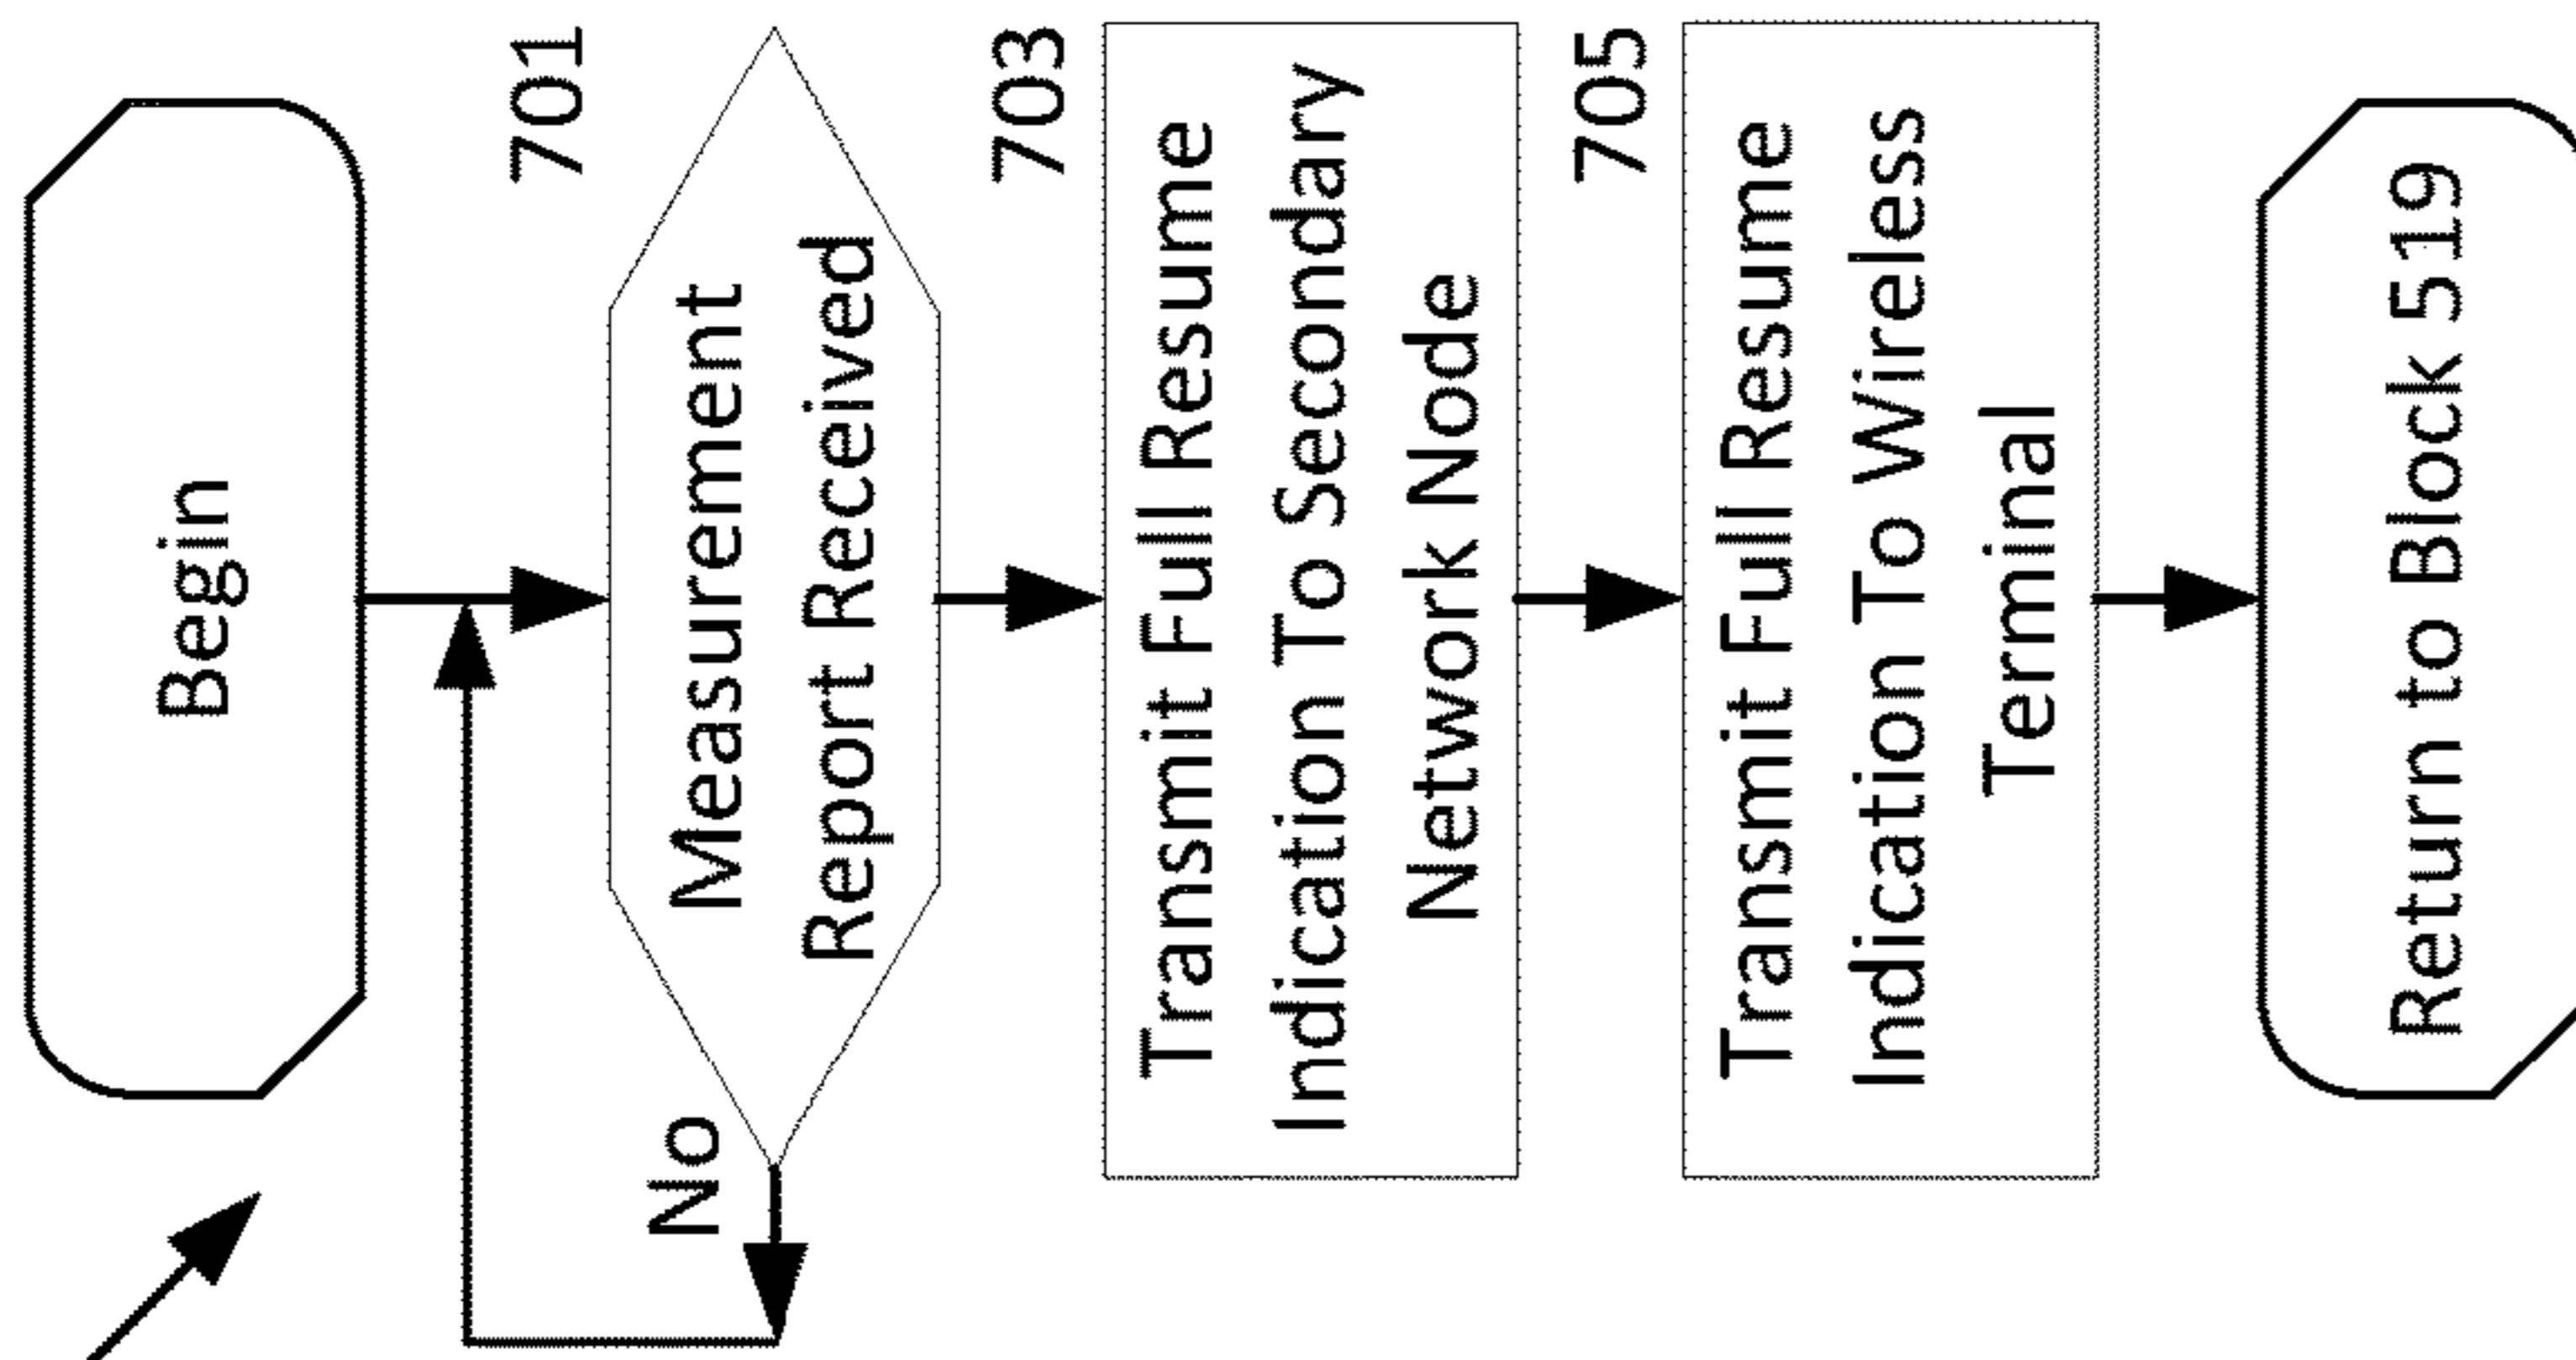 Begin
701
Measurement
Report Received
No
703
Transmit Full Resume
Indication To Secondary
Network Node
705
Transmit Full Resume
Indication To Wireless
Terminal
Return to Block 519